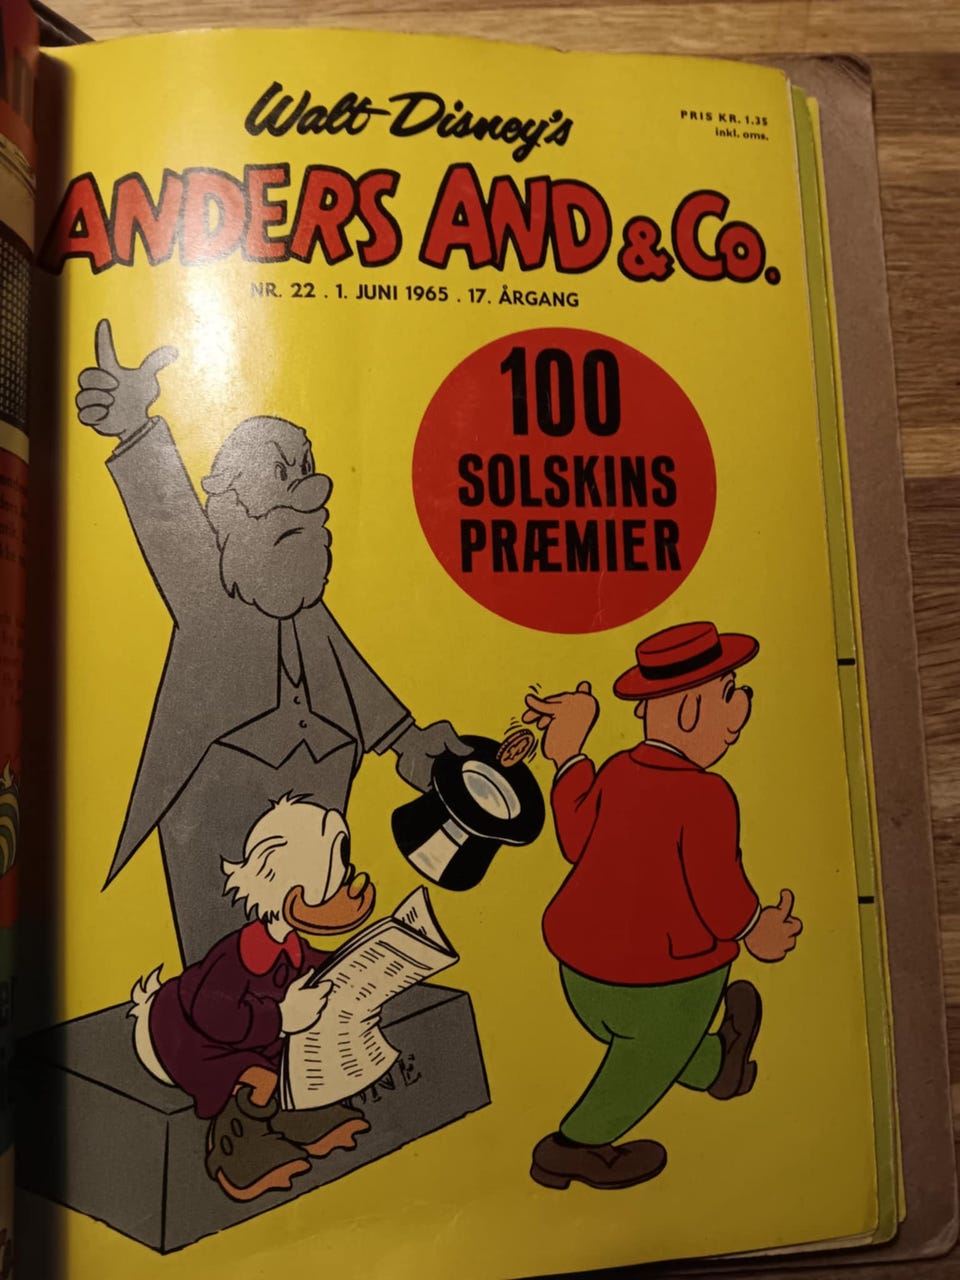 Walt Disney's
PRIS KR. 1.35
inkl. oms.
ANDERS AND & Co.
NR. 22 . 1. JUNI 1965 . 17. ÅRGANG
100
SOLSKINS
PRÆMIER